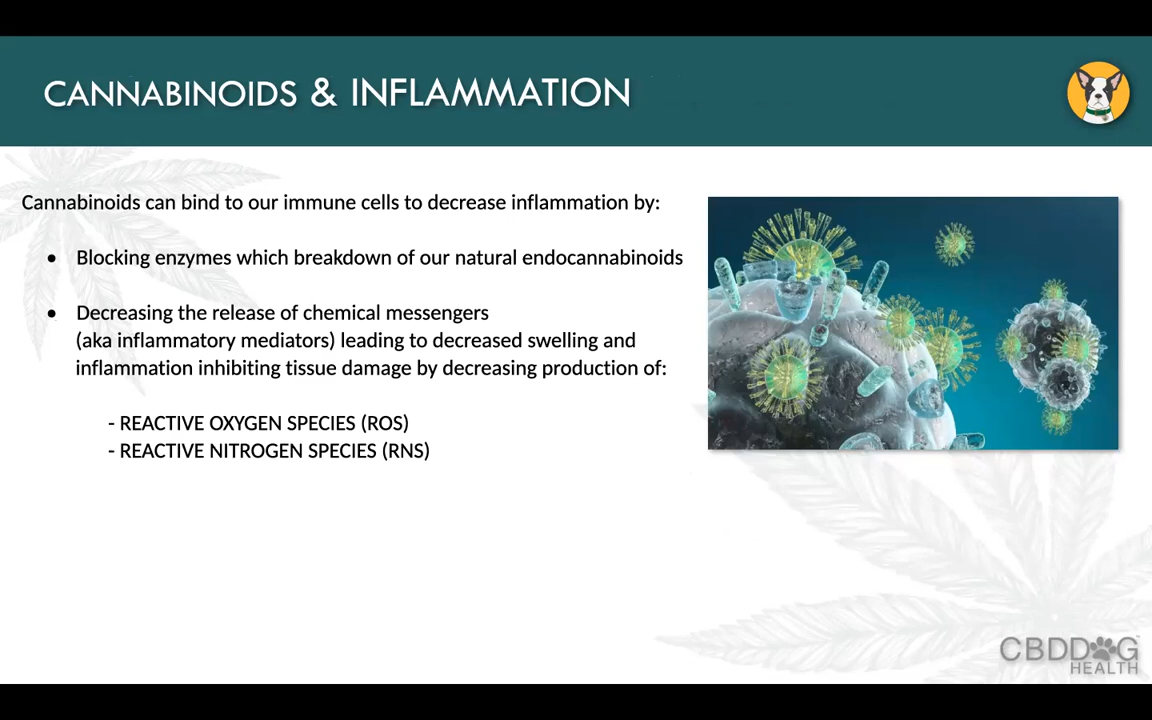 CANNABINOIDS & INFLAMMATION
Cannabinoids can bind to our immune cells to decrease inflammation by:
• Blocking enzymes which breakdown of our natural endocannabinoids
• Decreasing the release of chemical messengers
(aka inflammatory mediators) leading to decreased swelling and
inflammation inhibiting tissue damage by decreasing production of:
- REACTIVE OXYGEN SPECIES (ROS)
- REACTIVE NITROGEN SPECIES (RNS)
CBDDOG
HEALTH